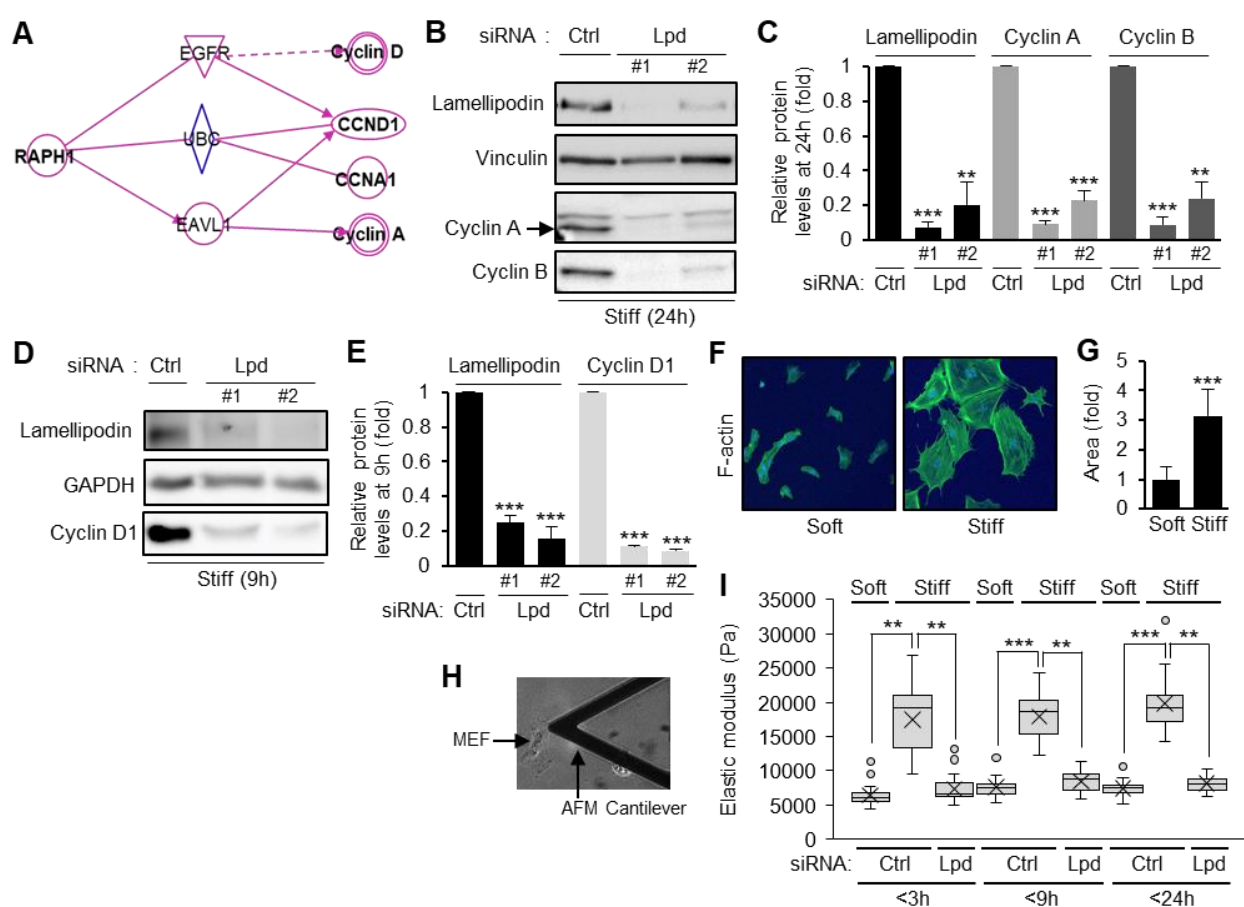 A
EGFR
Cyclin D
UBC
CCND1
RAPH1
CCNA1
EAVL1
Cyclin A
B
siRNA : Ctrl Lpd
#1 #2
Lamellipodin
Vinculin
Cyclin A
Cyclin B
Stiff (24h)
C
Lamellipodin Cyclin A Cyclin B
Relative protein
levels at 24h (fold)
1
0.8
0.6
0.4
0.2
0
*** ** *** *** *** **
#1 #2 #1 #2 #1 #2
siRNA: Ctrl Lpd Ctrl Lpd Ctrl Lpd
D
siRNA : Ctrl Lpd
#1 #2
Lamellipodin
GAPDH
Cyclin D1
Stiff (9h)
E
Lamellipodin Cyclin D1
Relative protein
levels at 9h (fold)
1
0.8
0.6
0.4
0.2
0
*** *** *** ***
#1 #2 #1 #2
siRNA: Ctrl Lpd Ctrl Lpd
F
F-actin
Soft Stiff
G
Area (fold)
5
4
3
2
1
0
***
Soft Stiff
H
MEF
AFM Cantilever
I
Soft Stiff Soft Stiff Soft Stiff
Elastic modulus (Pa)
35000
30000
25000
20000
15000
10000
5000
0
** ** *** ** *** **
siRNA: Ctrl Lpd Ctrl Lpd Ctrl Lpd
<3h <9h <24h